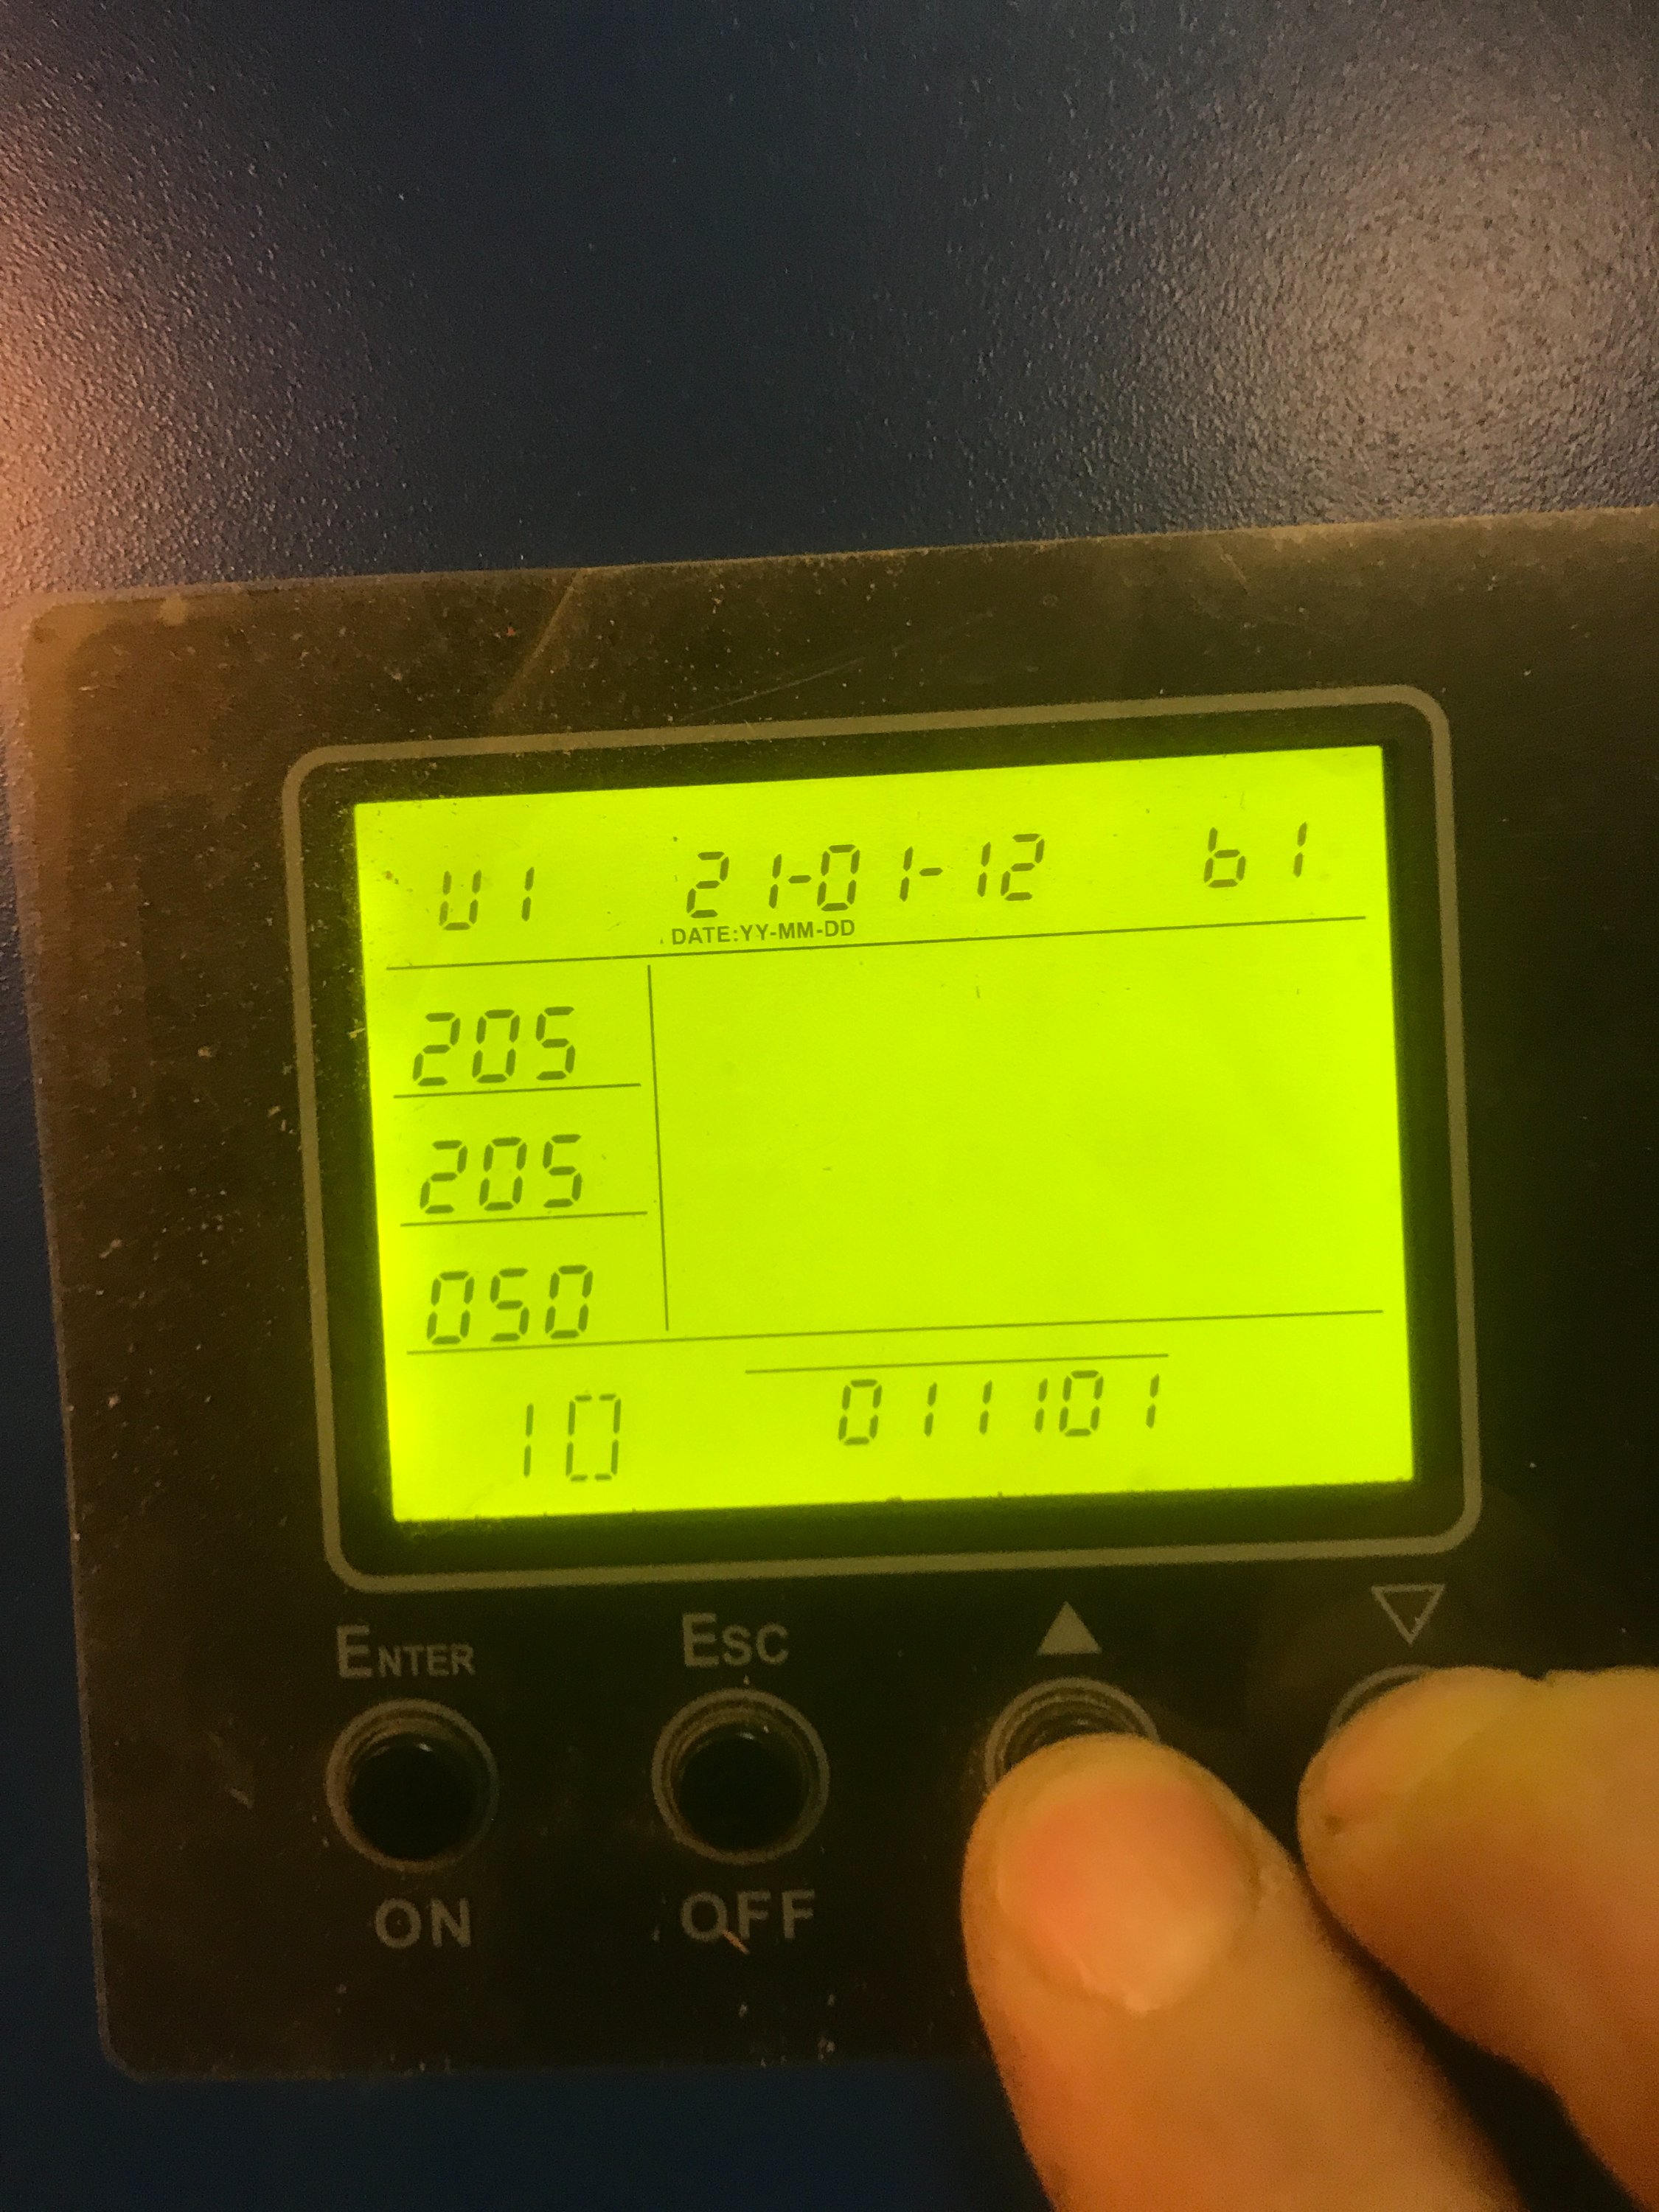 U1 21-01-12 b1
DATE:YY-MM-DD
205
205
050
10 011101
ENTER ESC
ON OFF